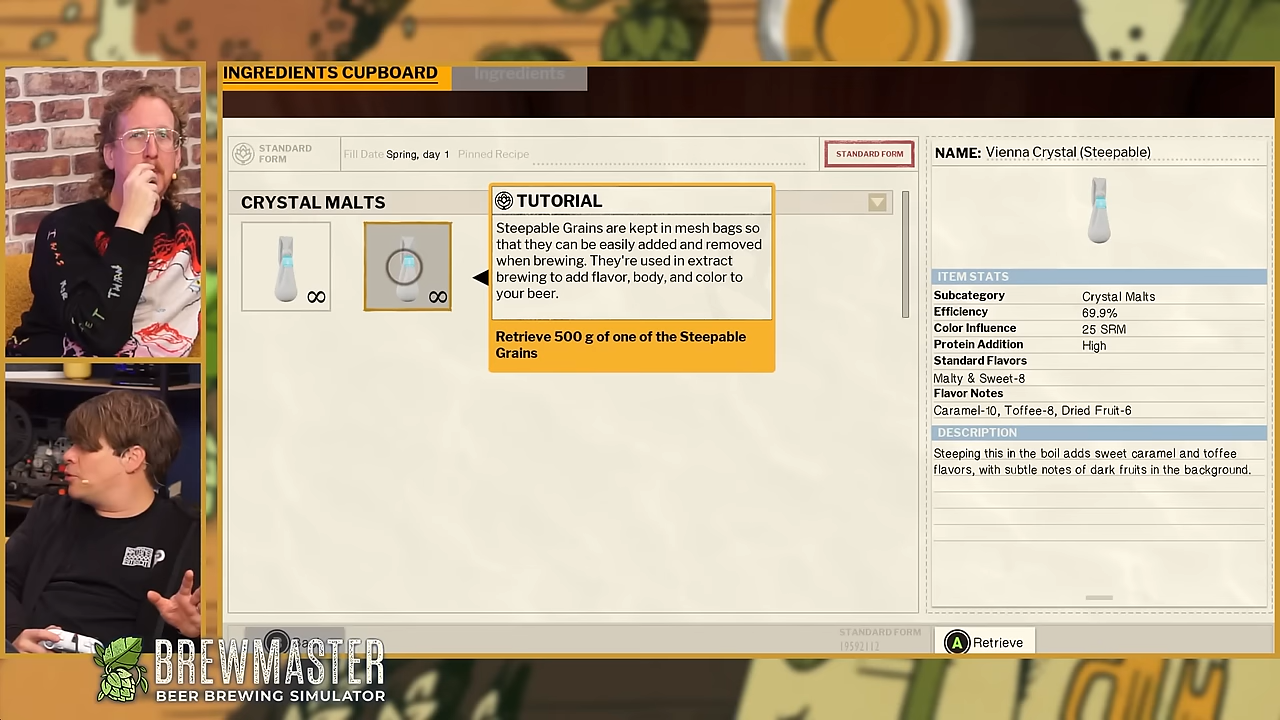 INGREDIENTS CUPBOARD
Ingredients
STANDARD
FORM
Fill Date Spring, day 1 Pinned Recipe
STANDARD FORM
CRYSTAL MALTS
∞
∞
TUTORIAL
Steepable Grains are kept in mesh bags so
that they can be easily added and removed
when brewing. They're used in extract
brewing to add flavor, body, and color to
your beer.
Retrieve 500 g of one of the Steepable
Grains
NAME: Vienna Crystal (Steepable)
ITEM STATS
Subcategory Crystal Malts
Efficiency 69.9%
Color Influence 25 SRM
Protein Addition High
Standard Flavors
Malty & Sweet-8
Flavor Notes
Caramel-10, Toffee-8, Dried Fruit-6
DESCRIPTION
Steeping this in the boil adds sweet caramel and toffee
flavors, with subtle notes of dark fruits in the background.
STANDARD FORM
19592112
A Retrieve
BREWMASTER
BEER BREWING SIMULATOR